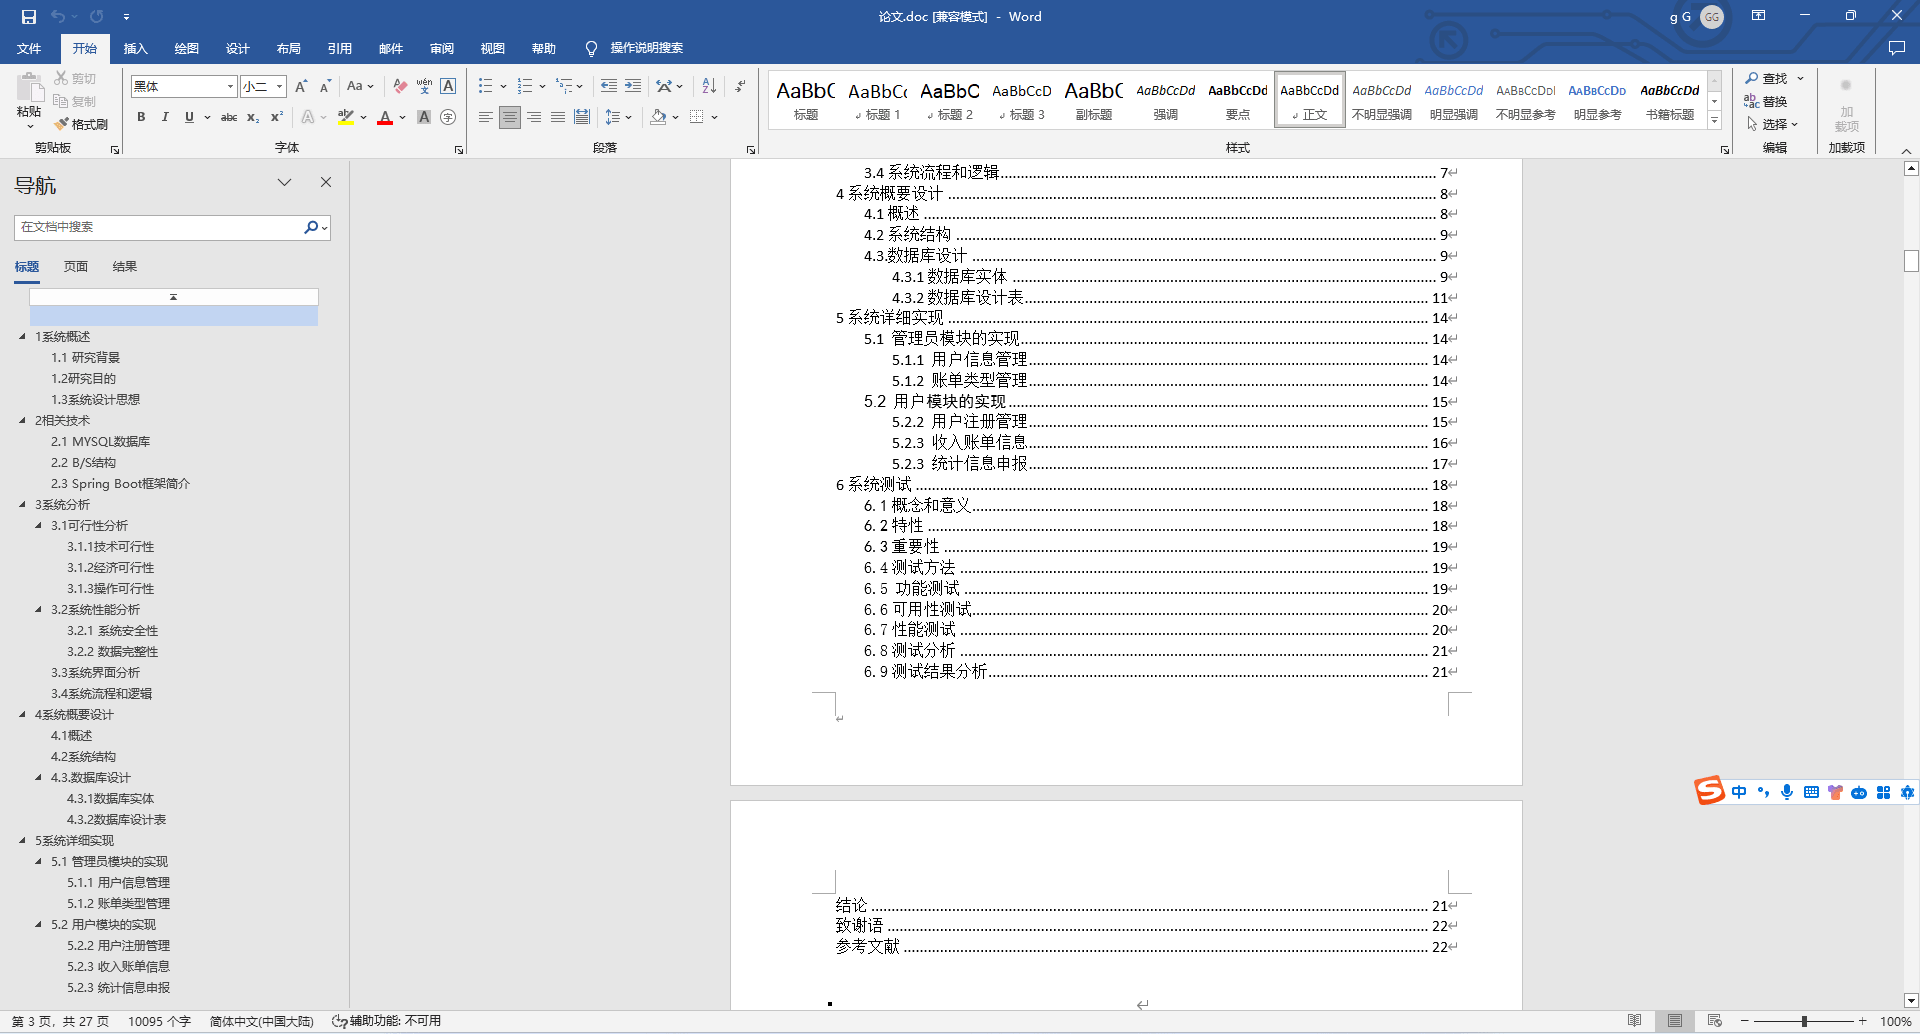 论文.doc [兼容模式] - Word
g G GG
文件 开始 插入 绘图 设计 布局 引用 邮件 审阅 视图 帮助 操作说明搜索
粘贴
剪切
复制
格式刷
剪贴板
黑体 小二
字体
段落
AaBbC 标题
AaBbCc 标题 1
AaBbC 标题 2
AaBbCcD 标题 3
AaBbC 副标题
AaBbCcDd 强调
AaBbCcDd 要点
AaBbCcDd 正文
AaBbCcDd 不明显强调
AaBbCcDd 明显强调
AaBbCcDd 不明显参考
AaBbCcDd 明显参考
AaBbCcDd 书籍标题
样式
查找
替换
选择
编辑
加载项
加载项
导航
在文档中搜索
标题 页面 结果
1系统概述
1.1 研究背景
1.2研究目的
1.3系统设计思想
2相关技术
2.1 MYSQL数据库
2.2 B/S结构
2.3 Spring Boot框架简介
3系统分析
3.1可行性分析
3.1.1技术可行性
3.1.2经济可行性
3.1.3操作可行性
3.2系统性能分析
3.2.1 系统安全性
3.2.2 数据完整性
3.3系统界面分析
3.4系统流程和逻辑
4系统概要设计
4.1概述
4.2系统结构
4.3.数据库设计
4.3.1数据库实体
4.3.2数据库设计表
5系统详细实现
5.1 管理员模块的实现
5.1.1 用户信息管理
5.1.2 账单类型管理
5.2 用户模块的实现
5.2.2 用户注册管理
5.2.3 收入账单信息
5.2.3 统计信息申报
3.4 系统流程和逻辑 7
4 系统概要设计 8
4.1 概述 8
4.2 系统结构 9
4.3.数据库设计 9
4.3.1 数据库实体 9
4.3.2 数据库设计表 11
5 系统详细实现 14
5.1 管理员模块的实现 14
5.1.1 用户信息管理 14
5.1.2 账单类型管理 14
5.2 用户模块的实现 15
5.2.2 用户注册管理 15
5.2.3 收入账单信息 16
5.2.3 统计信息申报 17
6 系统测试 18
6.1 概念和意义 18
6.2 特性 18
6.3 重要性 19
6.4 测试方法 19
6.5 功能测试 19
6.6 可用性测试 20
6.7 性能测试 20
6.8 测试分析 21
6.9 测试结果分析 21
结论 21
致谢语 22
参考文献 22
中
第 3 页，共 27 页 10095 个字 简体中文(中国大陆) 辅助功能: 不可用 100%